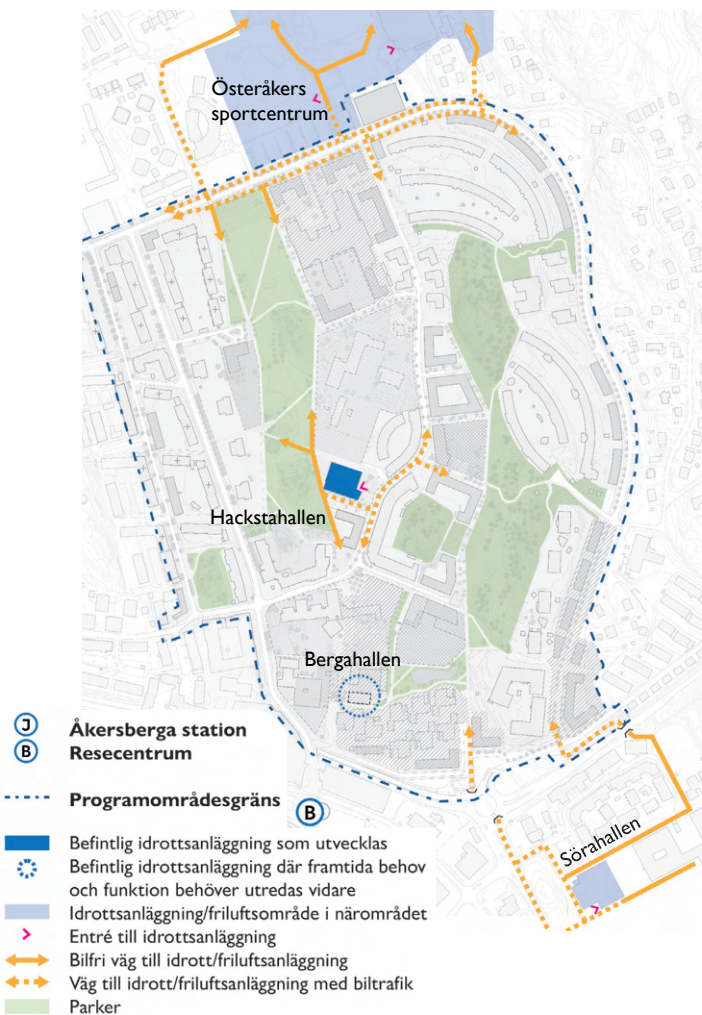 Österåkers
sportcentrum
Hackstahallen
Bergahallen
Sörahallen
J
Åkersberga station
B
Resecentrum
Programområdesgräns
B
Befintlig idrottsanläggning som utvecklas
Befintlig idrottsanläggning där framtida behov
och funktion behöver utredas vidare
Idrottsanläggning/friluftsområde i närområdet
Entré till idrottsanläggning
Bilfri väg till idrott/friluftsanläggning
Väg till idrott/friluftsanläggning med biltrafik
Parker